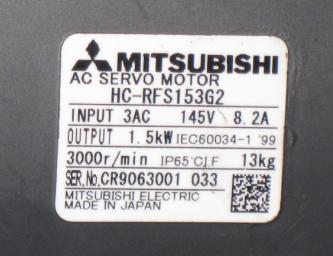 MITSUBISHI
AC SERVO MOTOR
HC-RFS153G2
INPUT 3AC 145V 8.2A
OUTPUT 1.5kW IEC60034-1 '99
3000r/min IP65 CI.F 13kg
SER.No.CR9063001 033
MITSUBISHI ELECTRIC
MADE IN JAPAN